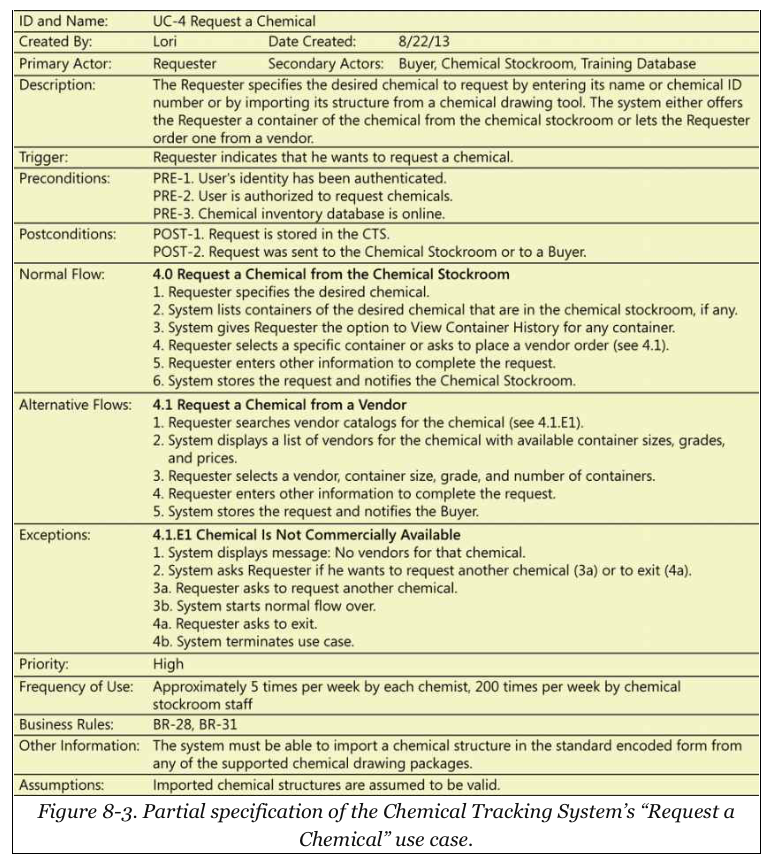 ID and Name: UC-4 Request a Chemical
Created By: Lori Date Created: 8/22/13
Primary Actor: Requester Secondary Actors: Buyer, Chemical Stockroom, Training Database
Description: The Requester specifies the desired chemical to request by entering its name or chemical ID
number or by importing its structure from a chemical drawing tool. The system either offers
the Requester a container of the chemical from the chemical stockroom or lets the Requester
order one from a vendor.
Trigger: Requester indicates that he wants to request a chemical.
Preconditions: PRE-1. User's identity has been authenticated.
PRE-2. User is authorized to request chemicals.
PRE-3. Chemical inventory database is online.
Postconditions: POST-1. Request is stored in the CTS.
POST-2. Request was sent to the Chemical Stockroom or to a Buyer.
Normal Flow: 4.0 Request a Chemical from the Chemical Stockroom
1. Requester specifies the desired chemical.
2. System lists containers of the desired chemical that are in the chemical stockroom, if any.
3. System gives Requester the option to View Container History for any container.
4. Requester selects a specific container or asks to place a vendor order (see 4.1).
5. Requester enters other information to complete the request.
6. System stores the request and notifies the Chemical Stockroom.
Alternative Flows: 4.1 Request a Chemical from a Vendor
1. Requester searches vendor catalogs for the chemical (see 4.1.E1).
2. System displays a list of vendors for the chemical with available container sizes, grades,
and prices.
3. Requester selects a vendor, container size, grade, and number of containers.
4. Requester enters other information to complete the request.
5. System stores the request and notifies the Buyer.
Exceptions: 4.1.E1 Chemical Is Not Commercially Available
1. System displays message: No vendors for that chemical.
2. System asks Requester if he wants to request another chemical (3a) or to exit (4a).
3a. Requester asks to request another chemical.
3b. System starts normal flow over.
4a. Requester asks to exit.
4b. System terminates use case.
Priority: High
Frequency of Use: Approximately 5 times per week by each chemist, 200 times per week by chemical
stockroom staff
Business Rules: BR-28, BR-31
Other Information: The system must be able to import a chemical structure in the standard encoded form from
any of the supported chemical drawing packages.
Assumptions: Imported chemical structures are assumed to be valid.
Figure 8-3. Partial specification of the Chemical Tracking System’s “Request a
Chemical” use case.